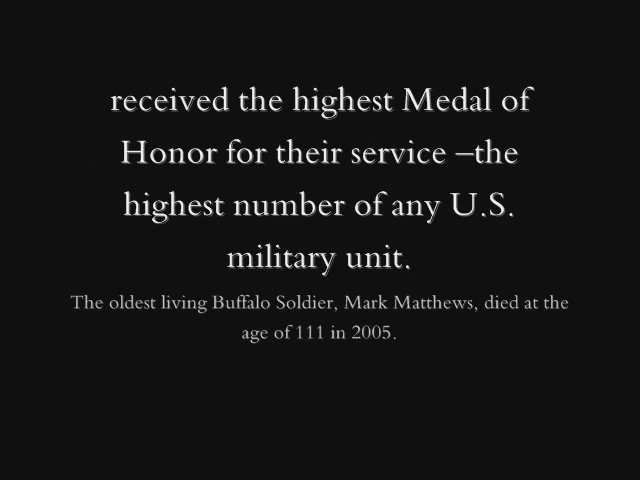 received the highest Medal of
Honor for their service –the
highest number of any U.S.
military unit.
The oldest living Buffalo Soldier, Mark Matthews, died at the
age of 111 in 2005.